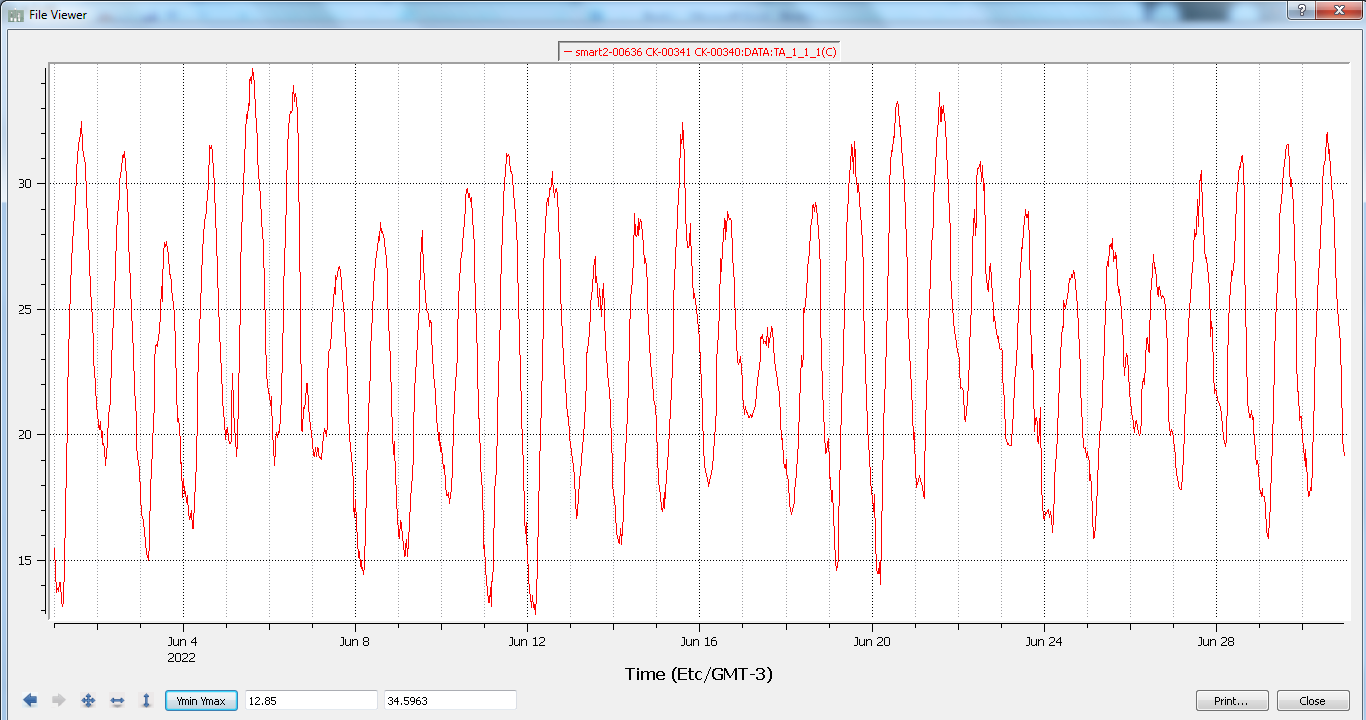 File Viewer
smart2-00636 CK-00341 CK-00340:DATA:TA_1_1_1(C)
30
25
20
15
Jun 4 Jun 8 Jun 12 Jun 16 Jun 20 Jun 24 Jun 28
2022
Time (Etc/GMT-3)
Ymin Ymax 12.85 34.5963 Print... Close